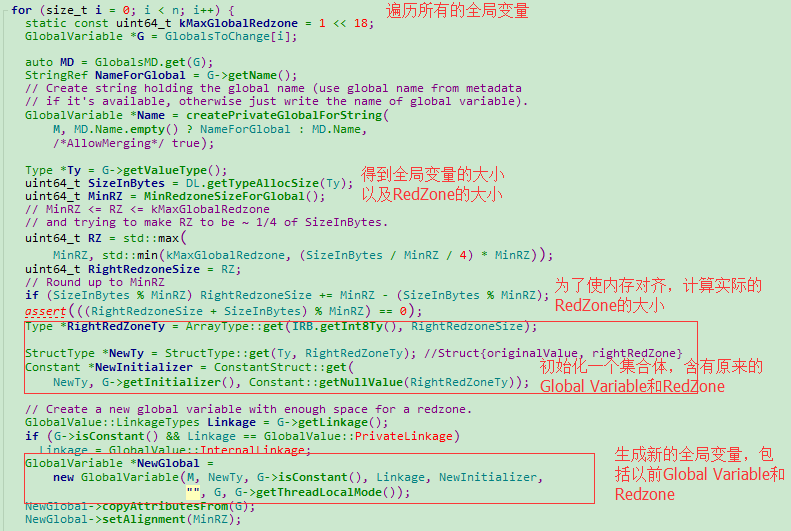 for (size_t i = 0; i < n; i++) {
遍历所有的全局变量
static const uint64_t kMaxGlobalRedzone = 1 << 18;
GlobalVariable *G = GlobalsToChange[i];
auto MD = GlobalsMD.get(G);
StringRef NameForGlobal = G->getName();
// Create string holding the global name (use global name from metadata
// if it's available, otherwise just write the name of global variable).
GlobalVariable *Name = createPrivateGlobalForString(
M, MD.Name.empty() ? NameForGlobal : MD.Name,
/*AllowMerging*/ true);
Type *Ty = G->getValueType();
得到全局变量的大小
uint64_t SizeInBytes = DL.getTypeAllocSize(Ty);
以及RedZone的大小
uint64_t MinRZ = MinRedzoneSizeForGlobal();
// MinRZ <= RZ <= kMaxGlobalRedzone
// and trying to make RZ to be ~ 1/4 of SizeInBytes.
uint64_t RZ = std::max(
MinRZ, std::min(kMaxGlobalRedzone, (SizeInBytes / MinRZ / 4) * MinRZ));
uint64_t RightRedzoneSize = RZ;
// Round up to MinRZ
为了使内存对齐，计算实际的
RedZone的大小
if (SizeInBytes % MinRZ) RightRedzoneSize += MinRZ - (SizeInBytes % MinRZ);
assert(((RightRedzoneSize + SizeInBytes) % MinRZ) == 0);
Type *RightRedZoneTy = ArrayType::get(IRB.getInt8Ty(), RightRedzoneSize);
StructType *NewTy = StructType::get(Ty, RightRedZoneTy); //Struct{originalValue, rightRedZone}
Constant *NewInitializer = ConstantStruct::get(
初始化一个集合体，含有原来的
Global Variable和RedZone
NewTy, G->getInitializer(), Constant::getNullValue(RightRedZoneTy));
// Create a new global variable with enough space for a redzone.
GlobalValue::LinkageTypes Linkage = G->getLinkage();
if (G->isConstant() && Linkage == GlobalValue::PrivateLinkage)
Linkage = GlobalValue::InternalLinkage;
GlobalVariable *NewGlobal =
生成新的全局变量，包
括以前Global Variable和
Redzone
new GlobalVariable(M, NewTy, G->isConstant(), Linkage, NewInitializer,
"", G, G->getThreadLocalMode());
NewGlobal->copyAttributesFrom(G);
NewGlobal->setAlignment(MinRZ);